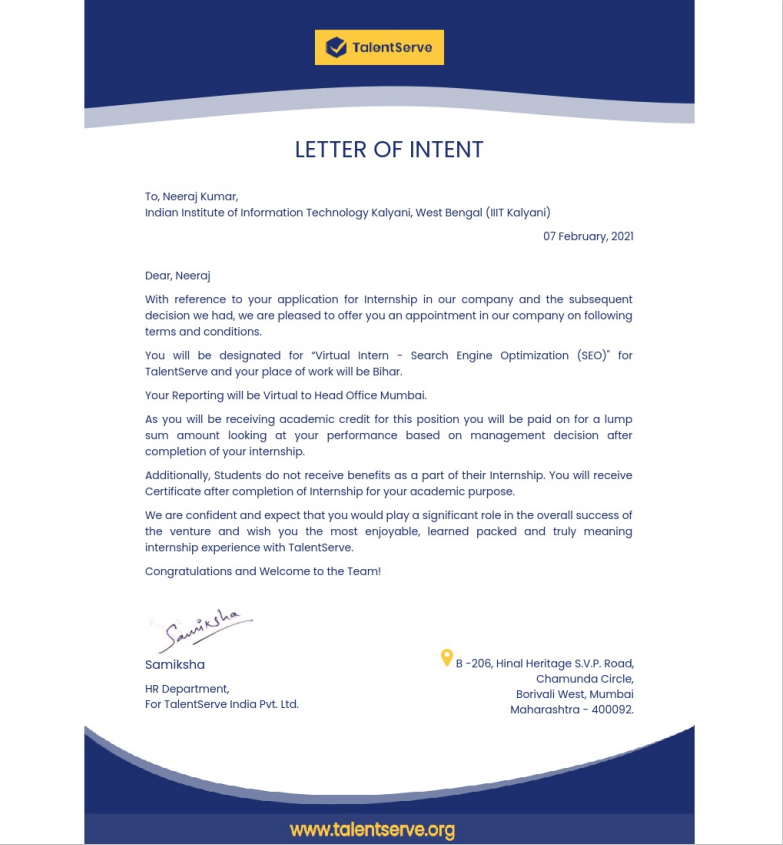 TalentServe
LETTER OF INTENT
To, Neeraj Kumar,
Indian Institute of Information Technology Kalyani, West Bengal (IIIT Kalyani)
07 February, 2021
Dear, Neeraj
With reference to your application for Internship in our company and the subsequent
decision we had, we are pleased to offer you an appointment in our company on following
terms and conditions.
You will be designated for “Virtual Intern - Search Engine Optimization (SEO)" for
TalentServe and your place of work will be Bihar.
Your Reporting will be Virtual to Head Office Mumbai.
As you will be receiving academic credit for this position you will be paid on for a lump
sum amount looking at your performance based on management decision after
completion of your internship.
Additionally, Students do not receive benefits as a part of their Internship. You will receive
Certificate after completion of Internship for your academic purpose.
We are confident and expect that you would play a significant role in the overall success of
the venture and wish you the most enjoyable, learned packed and truly meaning
internship experience with TalentServe.
Congratulations and Welcome to the Team!
Samiksha
Samiksha
HR Department,
For TalentServe India Pvt. Ltd.
B -206, Hinal Heritage S.V.P. Road,
Chamunda Circle,
Borivali West, Mumbai
Maharashtra - 400092.
www.talentserve.org